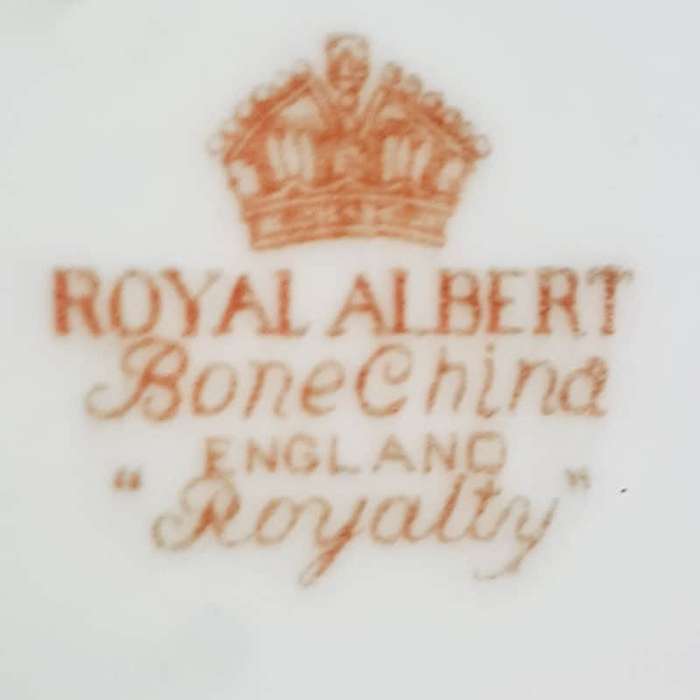 ROYAL ALBERT
Bone China
ENGLAND
"Royalty"